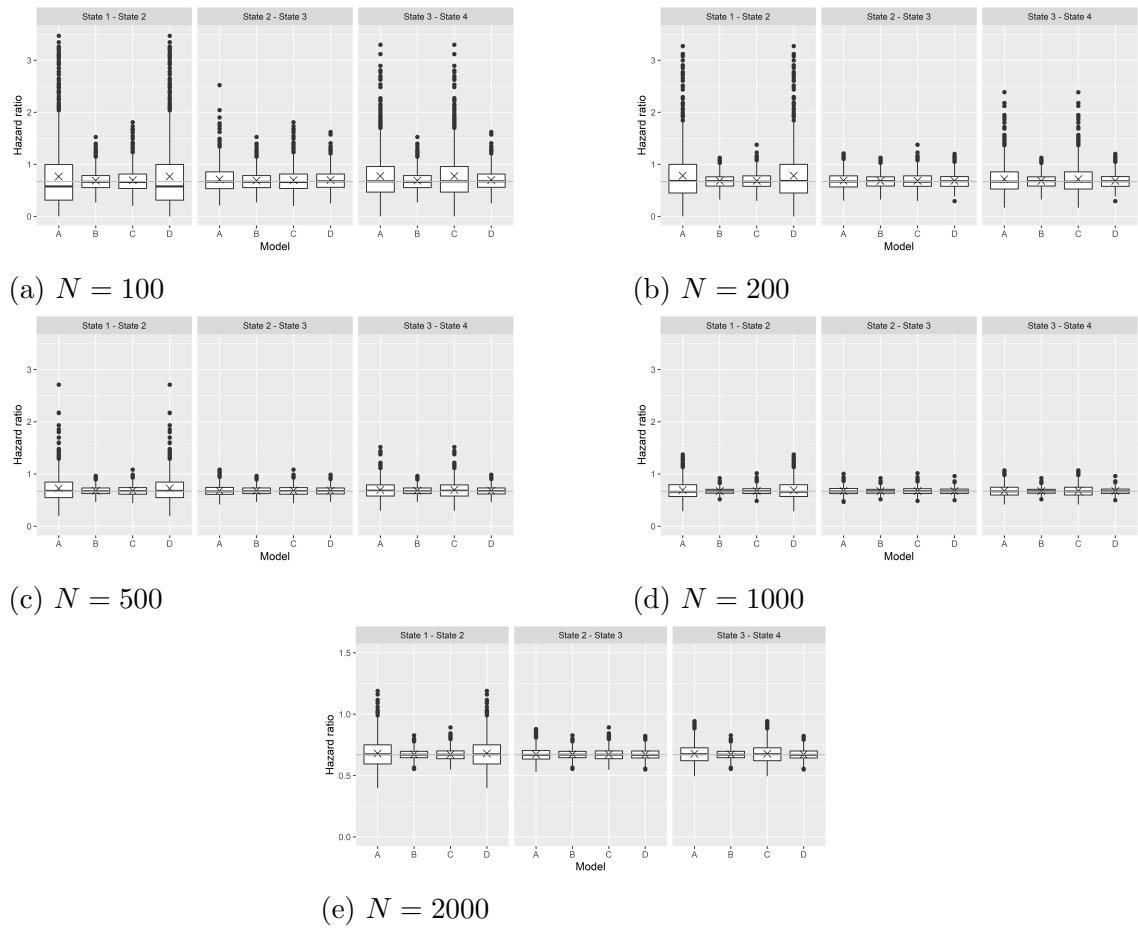 State 1 - State 2 State 2 - State 3 State 3 - State 4
Hazard ratio
3
2
1
0
A B C D A B C D A B C D
Model
(a) N = 100
State 1 - State 2 State 2 - State 3 State 3 - State 4
Hazard ratio
3
2
1
0
A B C D A B C D A B C D
Model
(b) N = 200
State 1 - State 2 State 2 - State 3 State 3 - State 4
Hazard ratio
3
2
1
0
A B C D A B C D A B C D
Model
(c) N = 500
State 1 - State 2 State 2 - State 3 State 3 - State 4
Hazard ratio
3
2
1
0
A B C D A B C D A B C D
Model
(d) N = 1000
State 1 - State 2 State 2 - State 3 State 3 - State 4
Hazard ratio
1.5
1.0
0.5
0.0
A B C D A B C D A B C D
Model
(e) N = 2000